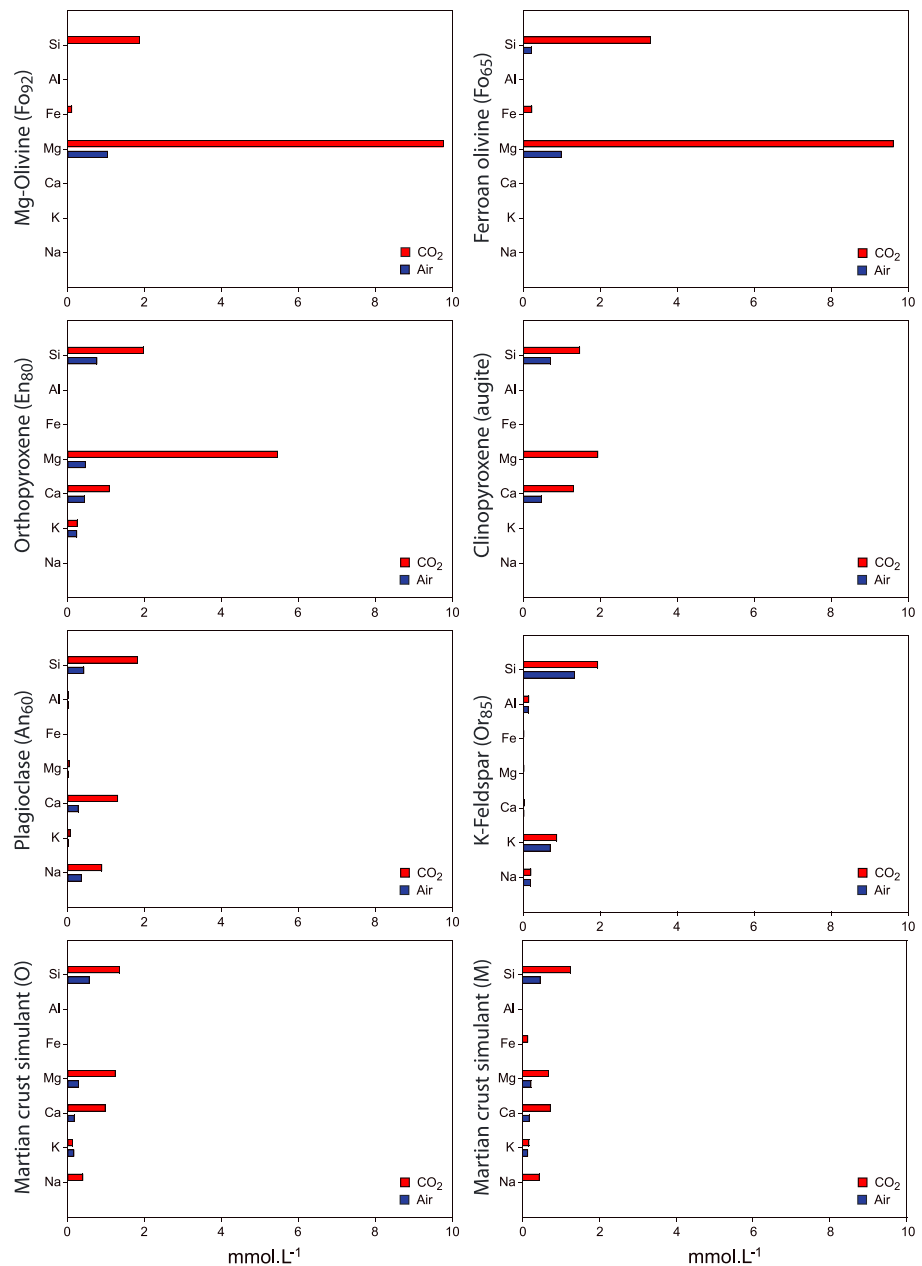 Mg-Olivine (Fo92)
Si
Al
Fe
Mg
Ca
K
Na
CO2
Air
0 2 4 6 8 10
Ferroan olivine (Fo65)
Si
Al
Fe
Mg
Ca
K
Na
CO2
Air
0 2 4 6 8 10
Orthopyroxene (En80)
Si
Al
Fe
Mg
Ca
K
Na
CO2
Air
0 2 4 6 8 10
Clinopyroxene (augite)
Si
Al
Fe
Mg
Ca
K
Na
CO2
Air
0 2 4 6 8 10
Plagioclase (An60)
Si
Al
Fe
Mg
Ca
K
Na
CO2
Air
0 2 4 6 8 10
K-Feldspar (Or85)
Si
Al
Fe
Mg
Ca
K
Na
CO2
Air
0 2 4 6 8 10
Martian crust simulant (O)
Si
Al
Fe
Mg
Ca
K
Na
CO2
Air
0 2 4 6 8 10
mmol.L-1
Martian crust simulant (M)
Si
Al
Fe
Mg
Ca
K
Na
CO2
Air
0 2 4 6 8 10
mmol.L-1